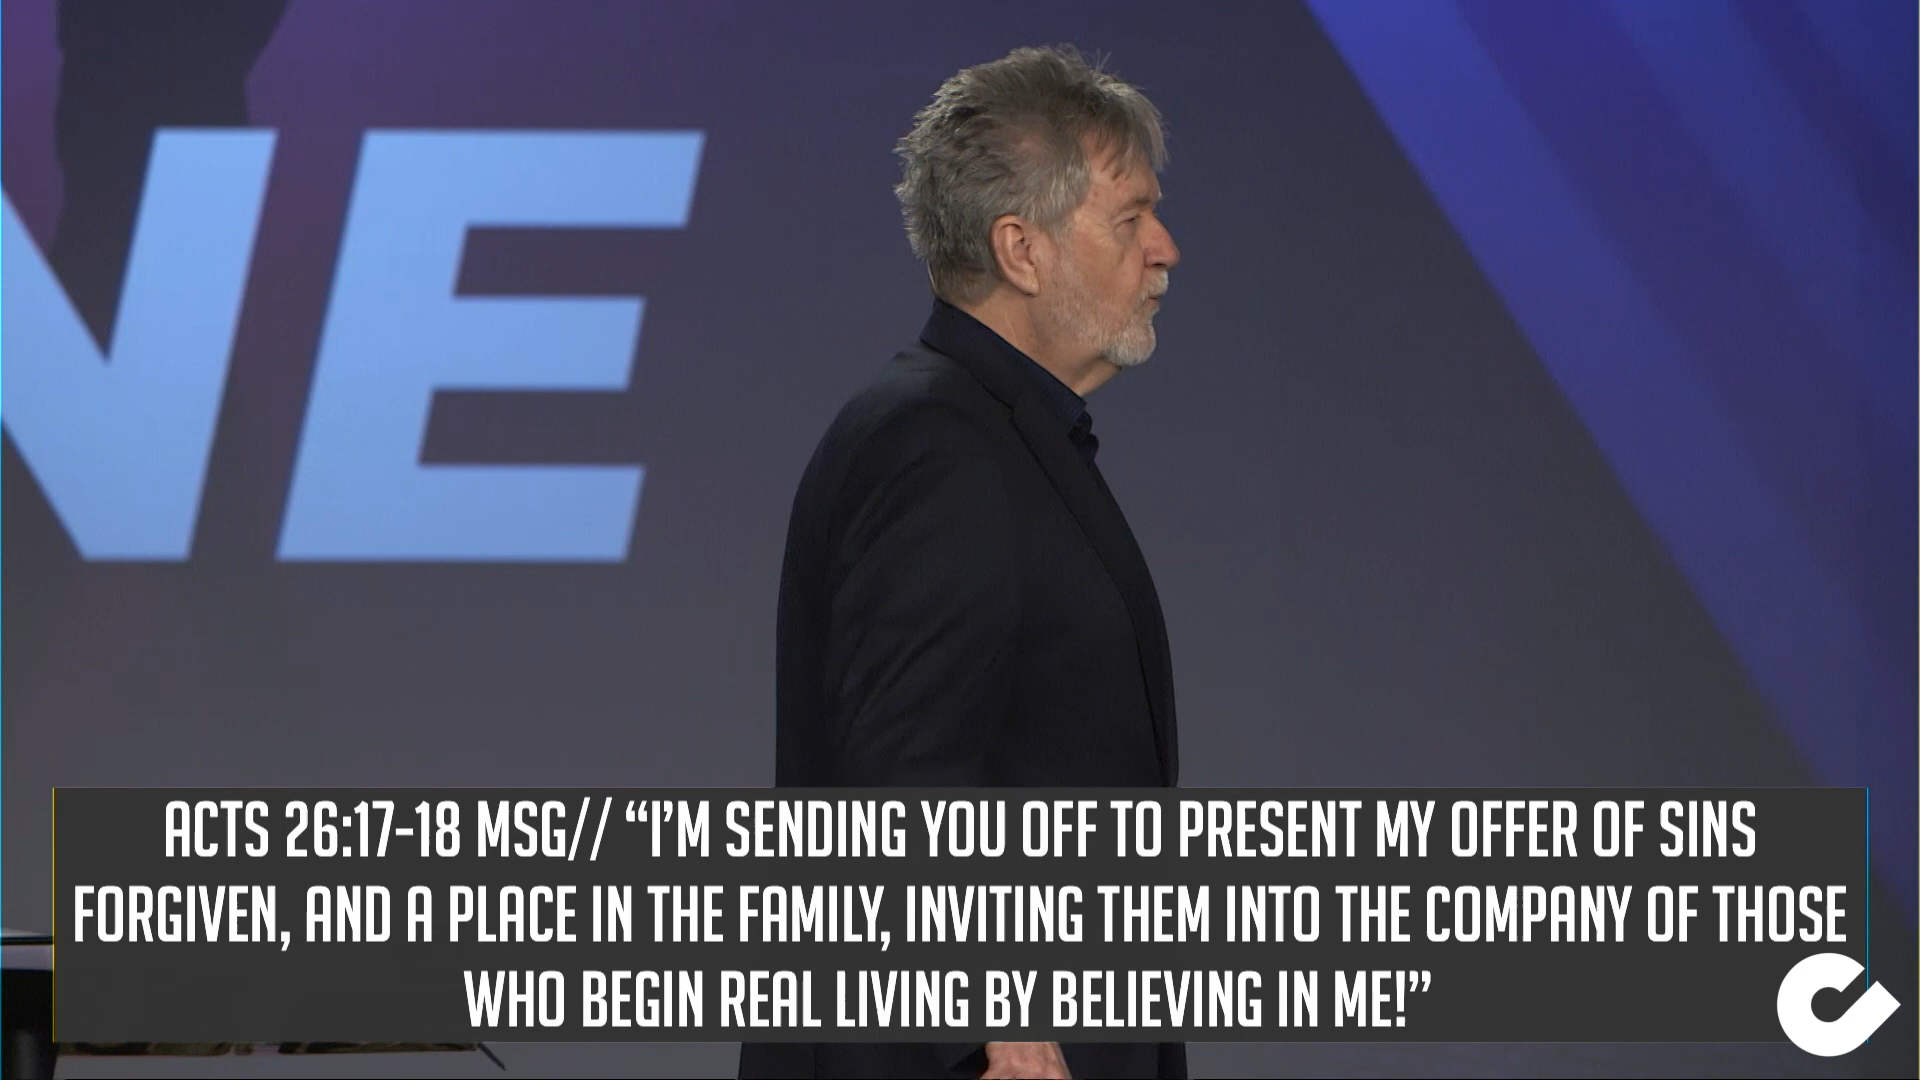 NE
ACTS 26:17-18 MSG// “I’M SENDING YOU OFF TO PRESENT MY OFFER OF SINS
FORGIVEN, AND A PLACE IN THE FAMILY, INVITING THEM INTO THE COMPANY OF THOSE
WHO BEGIN REAL LIVING BY BELIEVING IN ME!”